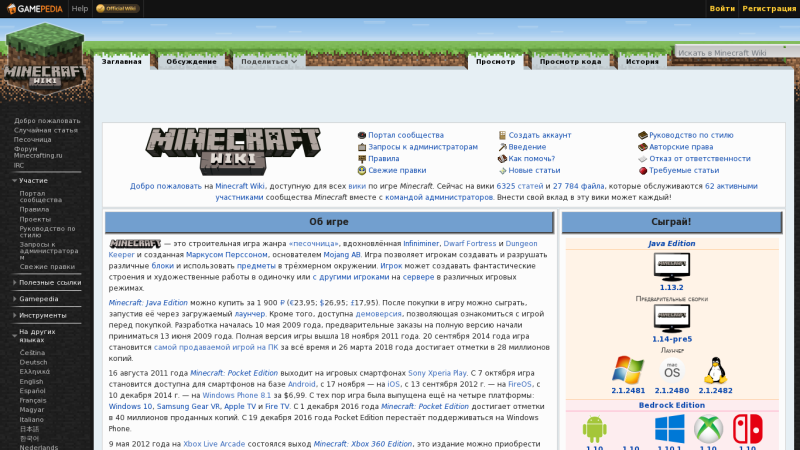 GAMEPEDIA Help Official Wiki Войти Регистрация
MINECRAFT
WIKI
Заглавная Обсуждение Поделиться Просмотр Просмотр кода История Искать в Minecraft Wiki
Добро пожаловать
Случайная статья
Песочница
Форум
Minecrafting.ru
IRC
Участие
Портал
сообщества
Правила
Проекты
Руководство по
стилю
Запросы к
администратора
м
Свежие правки
Полезные ссылки
Gamepedia
Инструменты
На других
языках
Čeština
Deutsch
Ελληνικά
English
Español
Français
Magyar
Italiano
日本語
한국어
Nederlands
MINECRAFT
WIKI
Портал сообщества
Запросы к администраторам
Правила
Свежие правки
Создать аккаунт
Введение
Как помочь?
Новые статьи
Руководство по стилю
Авторские права
Отказ от ответственности
Требуемые статьи
Добро пожаловать на Minecraft Wiki, доступную для всех вики по игре Minecraft. Сейчас на вики 6325 статей и 27 784 файла, которые обслуживаются 62 активными
участниками сообщества Minecraft вместе с командой администраторов. Внести свой вклад в эту вики может каждый!
Об игре
MINECRAFT — это строительная игра жанра «песочница», вдохновлённая Infiniminer, Dwarf Fortress и Dungeon
Keeper и созданная Маркусом Перссоном, основателем Mojang AB. Игра позволяет игрокам создавать и разрушать
различные блоки и использовать предметы в трёхмерном окружении. Игрок может создавать фантастические
строения и художественные работы в одиночку или с другими игроками на сервере в различных игровых
режимах.
Minecraft: Java Edition можно купить за 1 900 ₽ (€23,95; $26,95; £17,95). После покупки в игру можно сыграть,
запустив её через загружаемый лаунчер. Кроме того, доступна демоверсия, позволяющая ознакомиться с игрой
перед покупкой. Разработка началась 10 мая 2009 года, предварительные заказы на полную версию начали
приниматься 13 июня 2009 года. Полная версия игры вышла 18 ноября 2011 года. 20 сентября 2014 года игра
становится самой продаваемой игрой на ПК за всё время и 26 марта 2018 года достигает отметки в 28 миллионов
копий.
16 августа 2011 года Minecraft: Pocket Edition выходит на игровых смартфонах Sony Xperia Play. С 7 октября игра
становится доступна для смартфонов на базе Android, с 17 ноября — на iOS, с 13 сентября 2012 г. — на FireOS, с
10 декабря 2014 г. — на Windows Phone 8.1 за $6,99. С тех пор игра была выпущена ещё на четыре платформы:
Windows 10, Samsung Gear VR, Apple TV и Fire TV. С 1 декабря 2016 года Minecraft: Pocket Edition достигает отметки
в 40 миллионов проданных копий. С 19 декабря 2016 года Pocket Edition перестаёт поддерживаться на Windows
Phone.
9 мая 2012 года на Xbox Live Arcade состоялся выход Minecraft: Xbox 360 Edition, это издание можно приобрести
Сыграй!
Java Edition
1.13.2
Предварительные сборки
1.14-pre5
Лаунчер
mac
OS
2.1.2481 2.1.2480 2.1.2482
Bedrock Edition
1.10 1.10 1.10.1 1.10 1.10